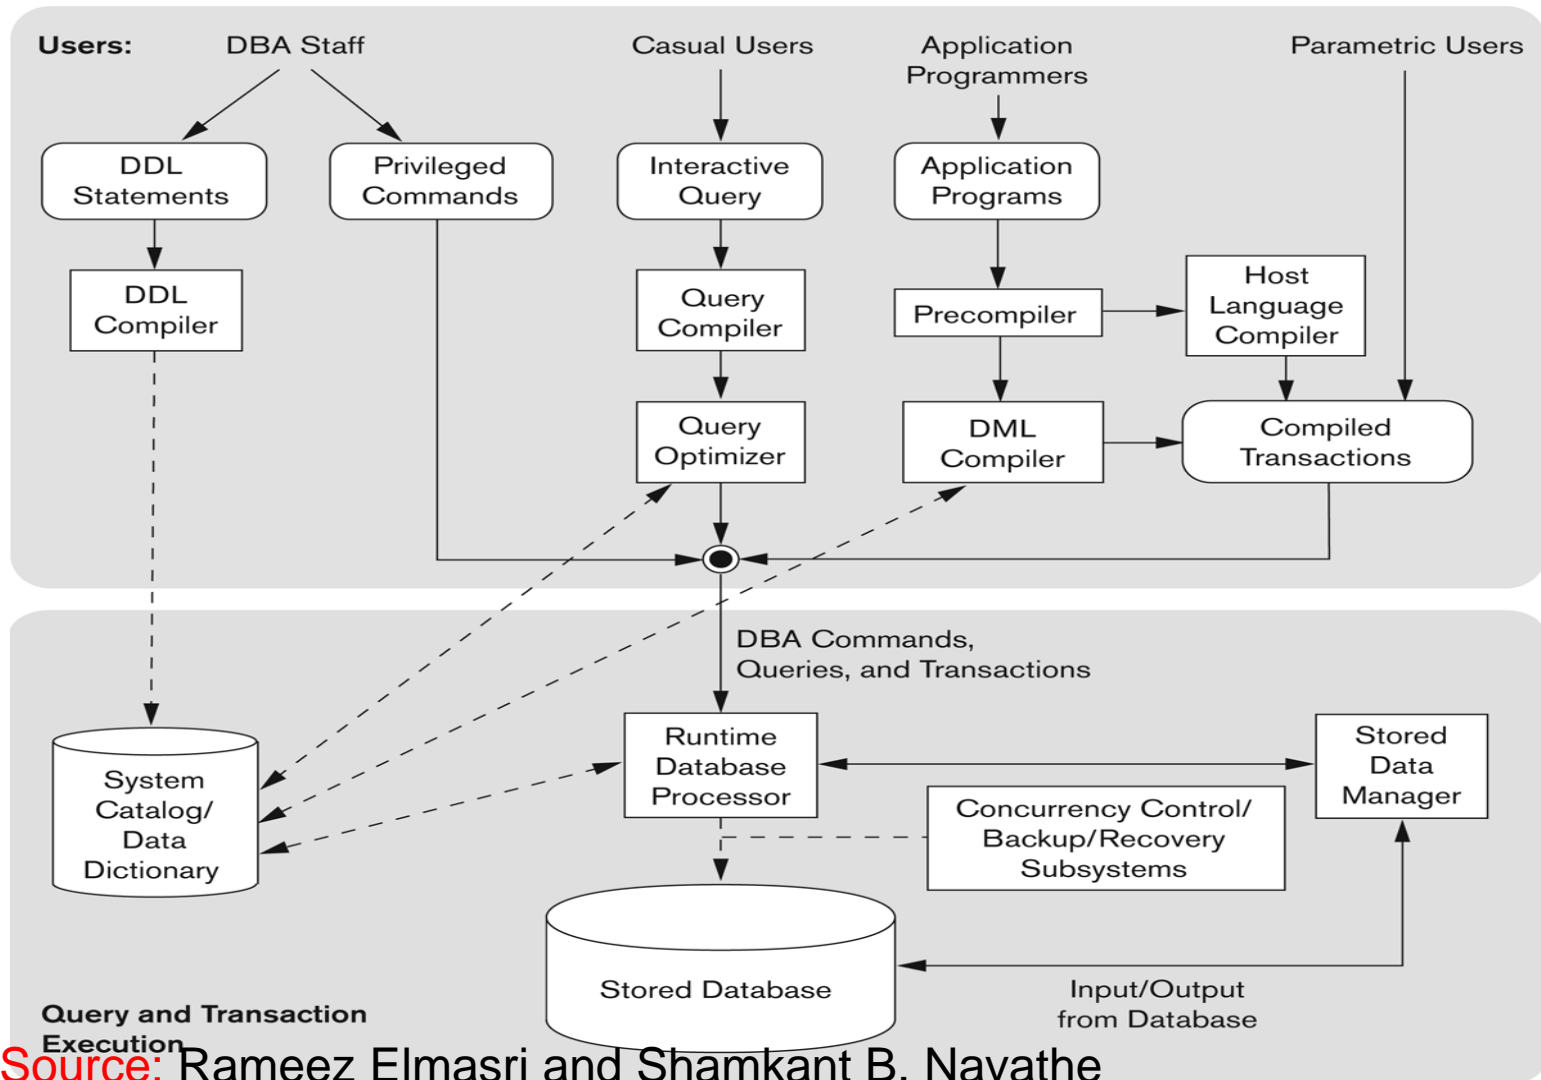 Users:
DBA Staff
Casual Users
Application
Programmers
Parametric Users
DDL
Statements
Privileged
Commands
Interactive
Query
Application
Programs
DDL
Compiler
Query
Compiler
Precompiler
Host
Language
Compiler
Query
Optimizer
DML
Compiler
Compiled
Transactions
DBA Commands,
Queries, and Transactions
System
Catalog/
Data
Dictionary
Runtime
Database
Processor
Stored
Data
Manager
Concurrency Control/
Backup/Recovery
Subsystems
Stored Database
Input/Output
from Database
Query and Transaction
Execution
Source: Rameez Elmasri and Shamkant B. Navathe